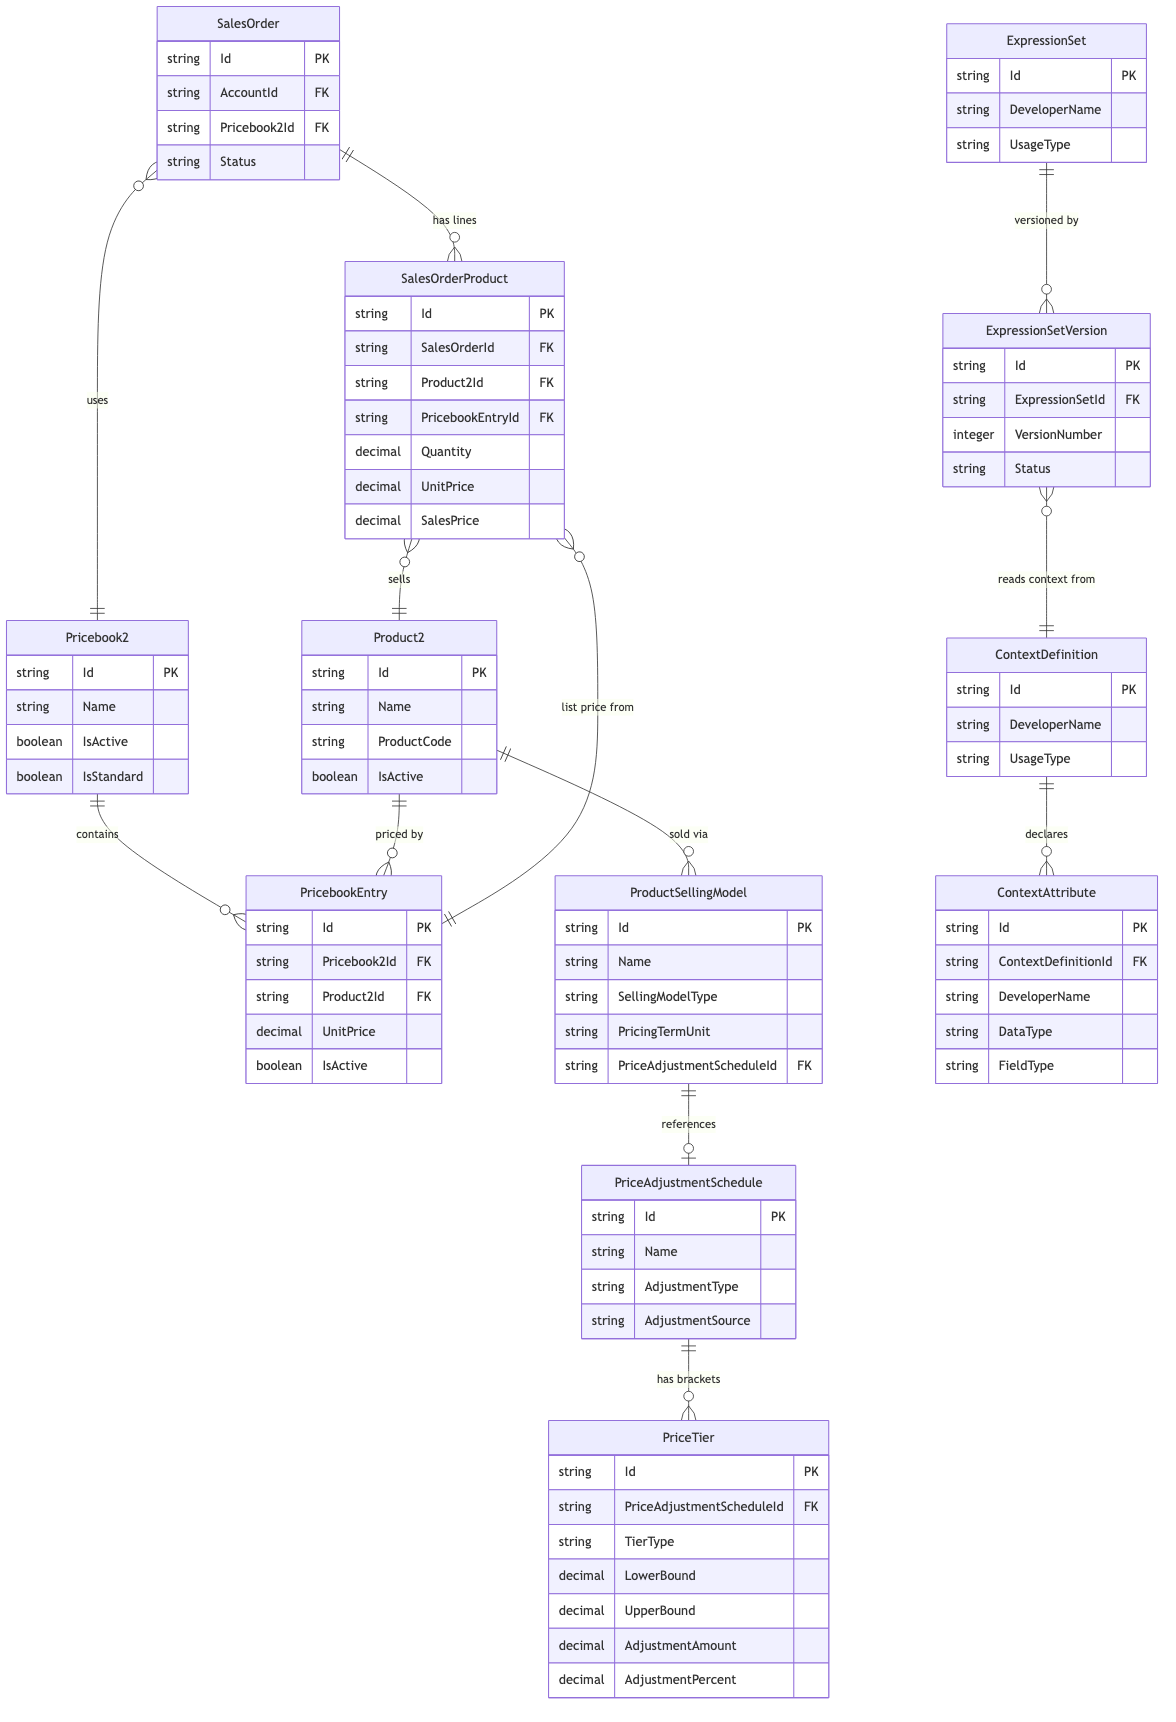 SalesOrder
string Id PK
string AccountId FK
string Pricebook2Id FK
string Status
has lines
uses
SalesOrderProduct
string Id PK
string SalesOrderId FK
string Product2Id FK
string PricebookEntryId FK
decimal Quantity
decimal UnitPrice
decimal SalesPrice
sells
list price from
Pricebook2
string Id PK
string Name
boolean IsActive
boolean IsStandard
contains
Product2
string Id PK
string Name
string ProductCode
boolean IsActive
priced by
sold via
PricebookEntry
string Id PK
string Pricebook2Id FK
string Product2Id FK
decimal UnitPrice
boolean IsActive
ProductSellingModel
string Id PK
string Name
string SellingModelType
string PricingTermUnit
string PriceAdjustmentScheduleId FK
references
PriceAdjustmentSchedule
string Id PK
string Name
string AdjustmentType
string AdjustmentSource
has brackets
PriceTier
string Id PK
string PriceAdjustmentScheduleId FK
string TierType
decimal LowerBound
decimal UpperBound
decimal AdjustmentAmount
decimal AdjustmentPercent
ExpressionSet
string Id PK
string DeveloperName
string UsageType
versioned by
ExpressionSetVersion
string Id PK
string ExpressionSetId FK
integer VersionNumber
string Status
reads context from
ContextDefinition
string Id PK
string DeveloperName
string UsageType
declares
ContextAttribute
string Id PK
string ContextDefinitionId FK
string DeveloperName
string DataType
string FieldType